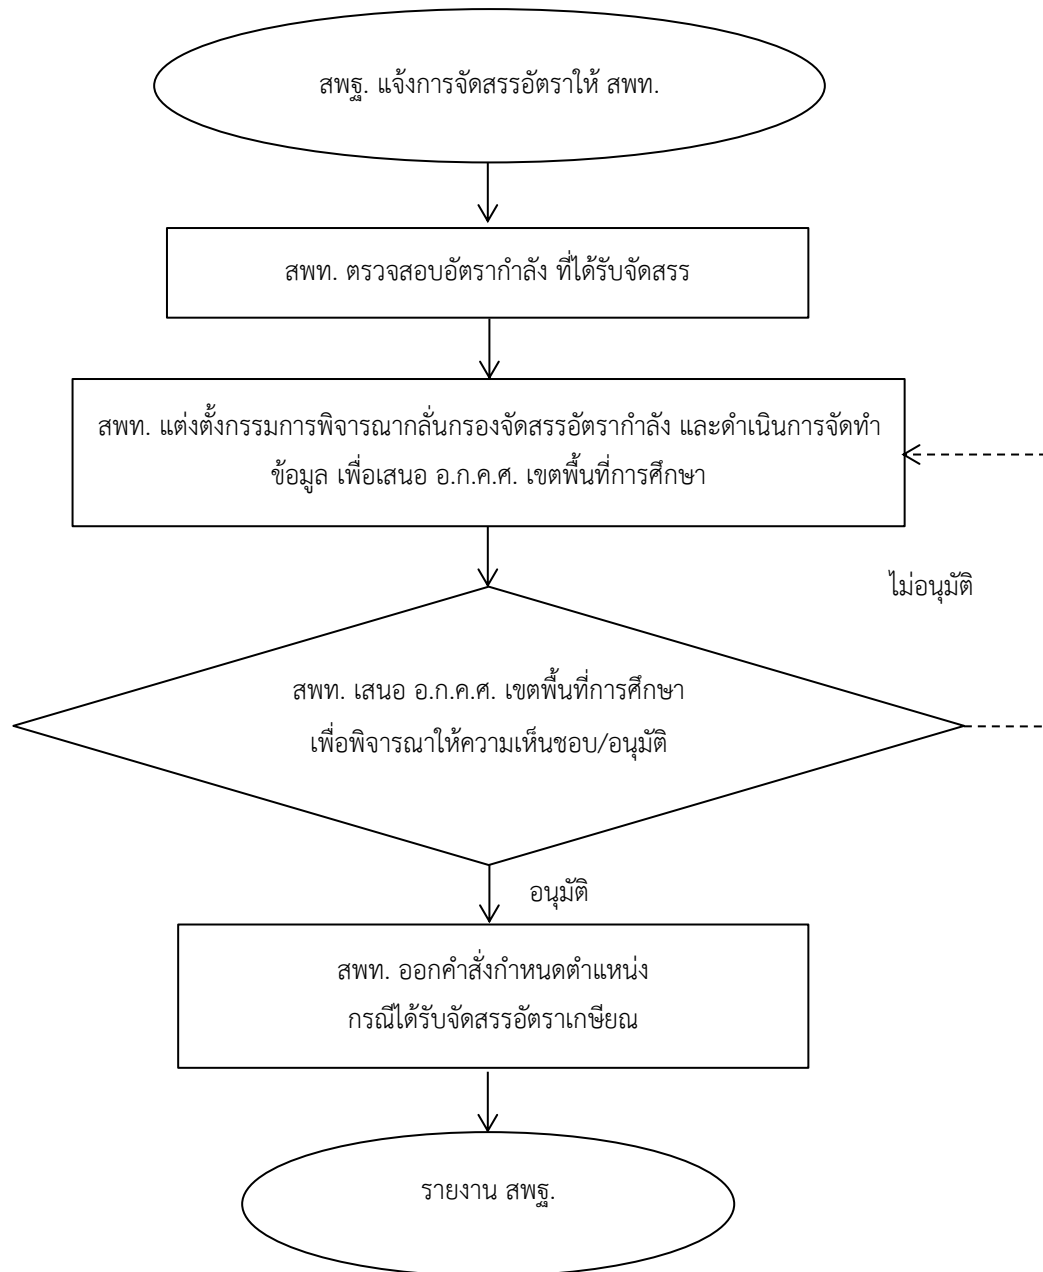 สพฐ. แจ้งการจัดสรรอัตราให้ สพท.
สพท. ตรวจสอบอัตรากำลัง ที่ได้รับจัดสรร
สพท. แต่งตั้งกรรมการพิจารณากลั่นกรองจัดสรรอัตรากำลัง และดำเนินการจัดทำ
ข้อมูล เพื่อเสนอ อ.ก.ค.ศ. เขตพื้นที่การศึกษา
ไม่อนุมัติ
สพท. เสนอ อ.ก.ค.ศ. เขตพื้นที่การศึกษา
เพื่อพิจารณาให้ความเห็นชอบ/อนุมัติ
อนุมัติ
สพท. ออกคำสั่งกำหนดตำแหน่ง
กรณีได้รับจัดสรรอัตราเกษียณ
รายงาน สพฐ.